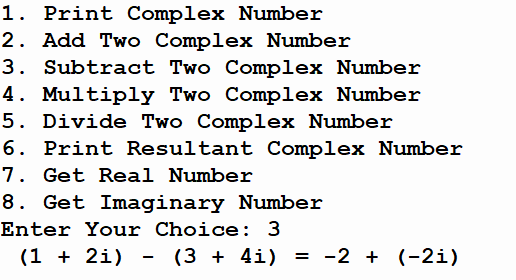 1. Print Complex Number
2. Add Two Complex Number
3. Subtract Two Complex Number
4. Multiply Two Complex Number
5. Divide Two Complex Number
6. Print Resultant Complex Number
7. Get Real Number
8. Get Imaginary Number
Enter Your Choice: 3
(1 + 2i) - (3 + 4i) = -2 + (-2i)